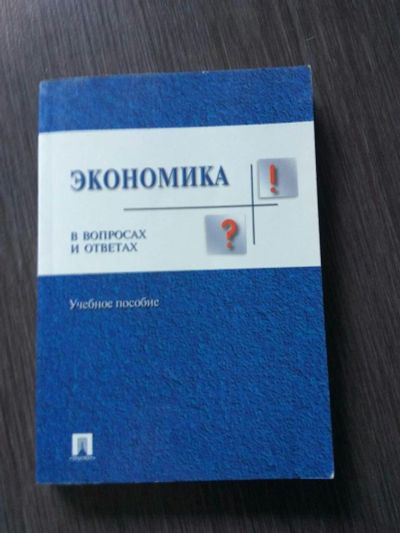 ЭКОНОМИКА
!
?
В ВОПРОСАХ
И ОТВЕТАХ
Учебное пособие